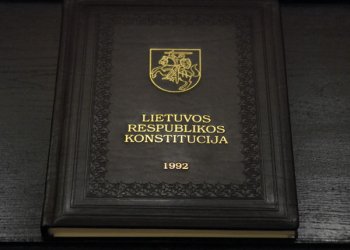 LIETUVOS
RESPUBLIKOS
KONSTITUCIJA
1992